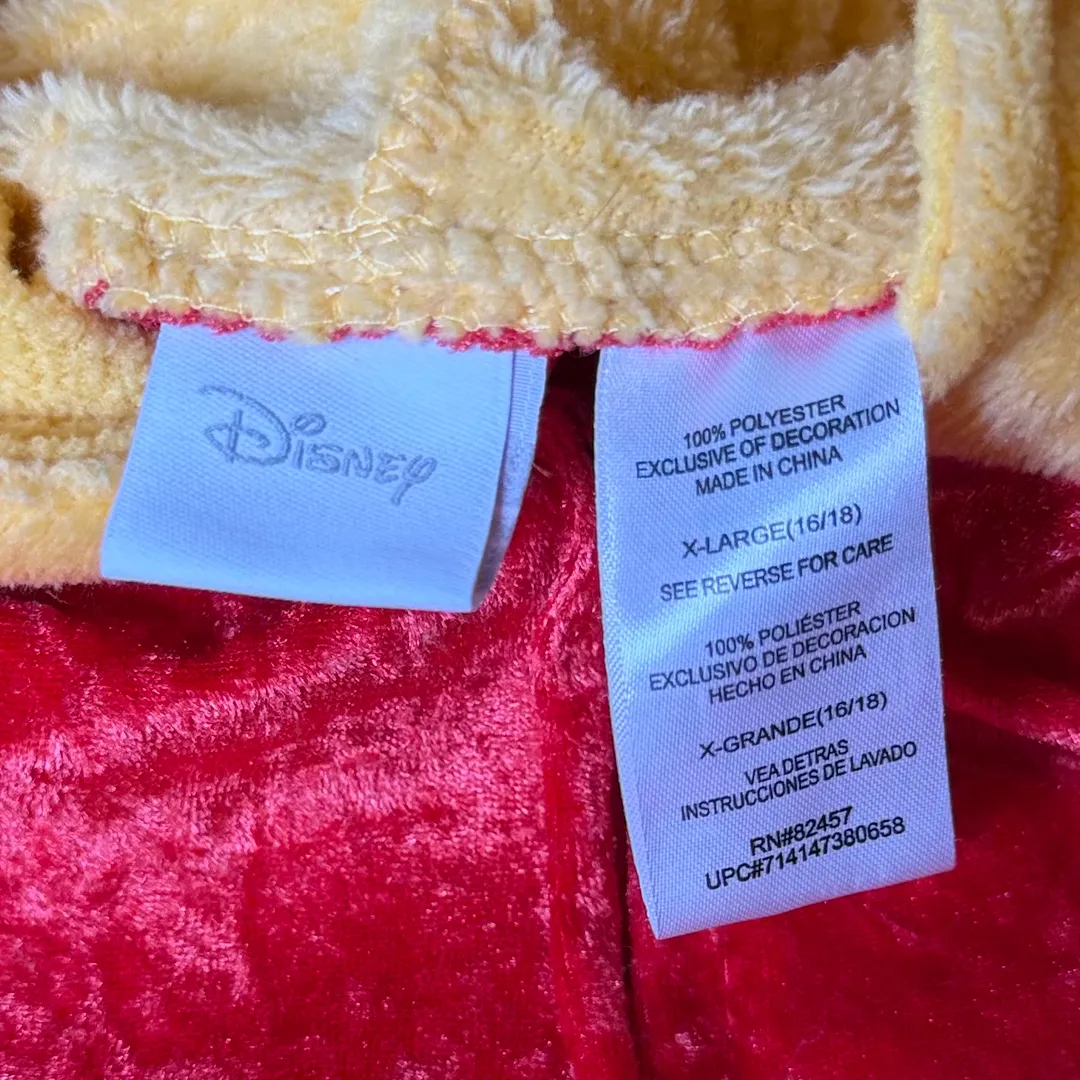 Disney
100% POLYESTER
EXCLUSIVE OF DECORATION
MADE IN CHINA
X-LARGE(16/18)
SEE REVERSE FOR CARE
100% POLIÉSTER
EXCLUSIVO DE DECORACION
HECHO EN CHINA
X-GRANDE(16/18)
VEA DETRAS
INSTRUCCIONES DE LAVADO
RN#82457
UPC#714147380658